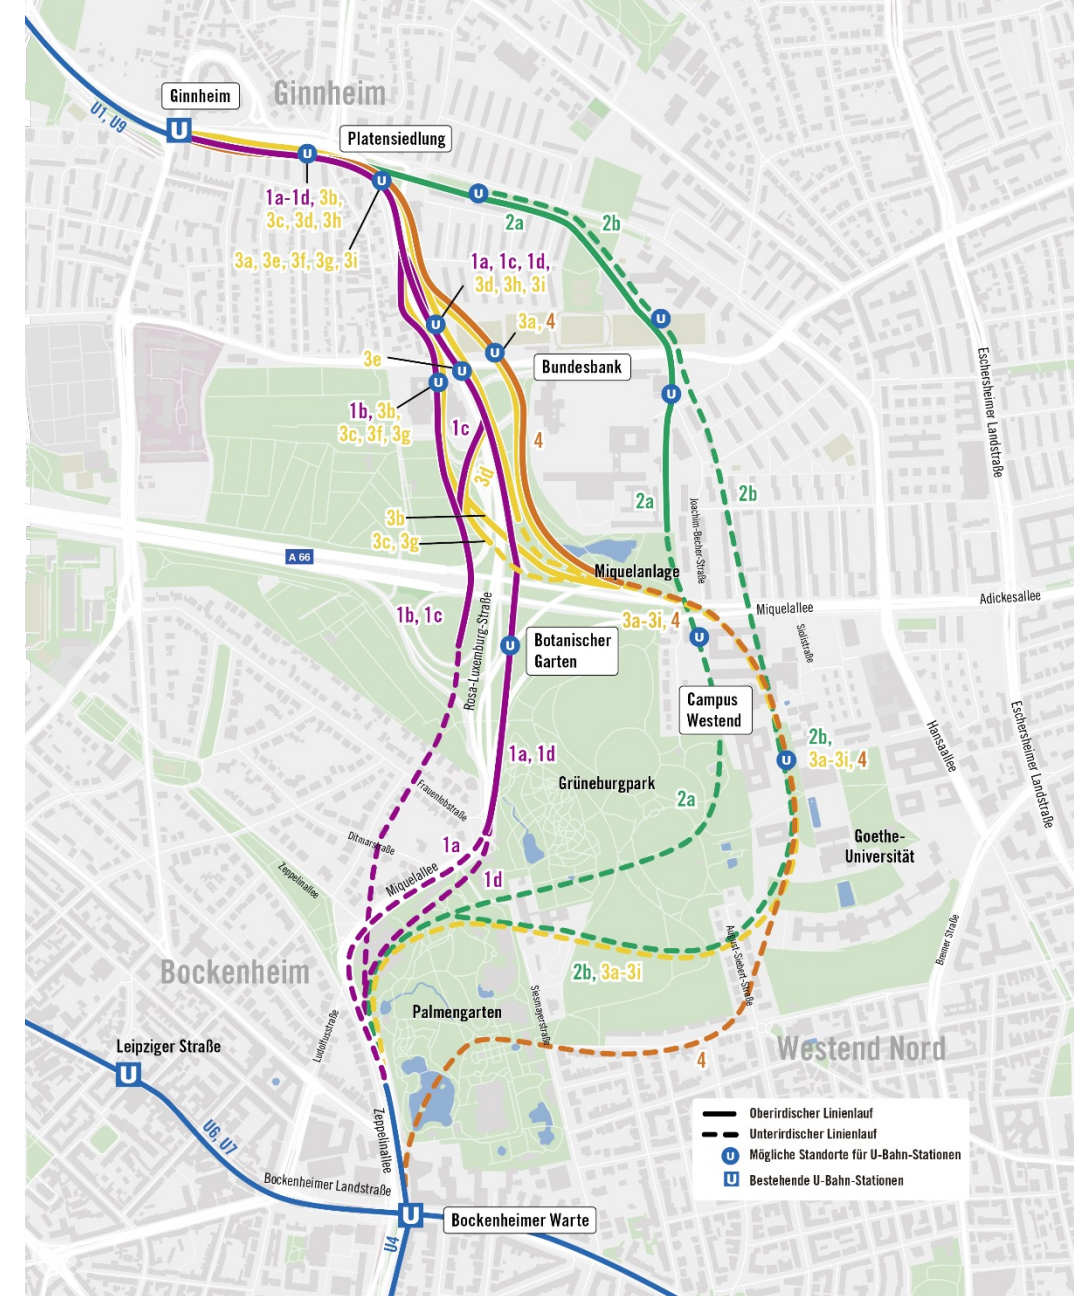 Ginnheim
Ginnheim
U1, U9
U
Platensiedlung
U
U
1a-1d, 3b,
3c, 3d, 3h
U
2a
2b
3a, 3e, 3f, 3g, 3i
1a, 1c, 1d,
3d, 3h, 3i
U
3a, 4
U
U
3e
U
Bundesbank
U
U
1b, 3b,
3c, 3f, 3g
1c
4
3d
Eschersheimer Landstraße
2a
2b
Joachim-Becher-Straße
3b
3c, 3g
A 66
Miquelanlage
Adickesallee
Miquelallee
1b, 1c
3a-3i, 4
Rosa-Luxemburg-Straße
U
Botanischer
Garten
U
Siolistraße
Campus
Westend
Eschersheimer Landstraße
Hansaallee
2b,
3a-3i, 4
U
1a, 1d
Grüneburgpark
2a
Frauenlobstraße
Ditmarstraße
1a
1d
Miquelallee
Goethe-
Universität
Zeppelinallee
Bremer Straße
August-Siebert-Straße
Bockenheim
2b, 3a-3i
Palmengarten
Siesmayerstraße
Ludolfusstraße
Leipziger Straße
U
Westend Nord
4
U6, U7
Zeppelinallee
Oberirdischer Linienlauf
Unterirdischer Linienlauf
U
Mögliche Standorte für U-Bahn-Stationen
U
Bestehende U-Bahn-Stationen
Bockenheimer Landstraße
U
Bockenheimer Warte
U4